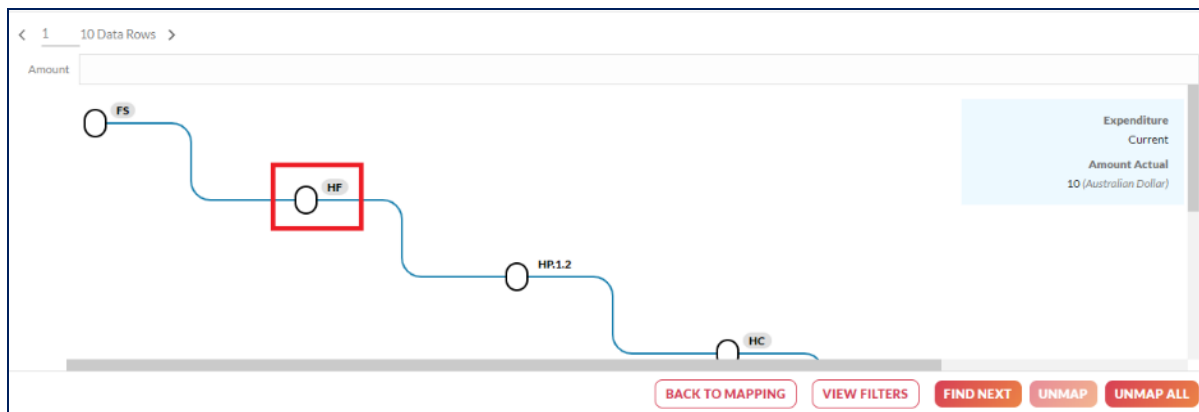 1 10 Data Rows
Amount
FS
Expenditure
Current
Amount Actual
10 (Australian Dollar)
HF
HP.1.2
HC
BACK TO MAPPING VIEW FILTERS FIND NEXT UNMAP UNMAP ALL